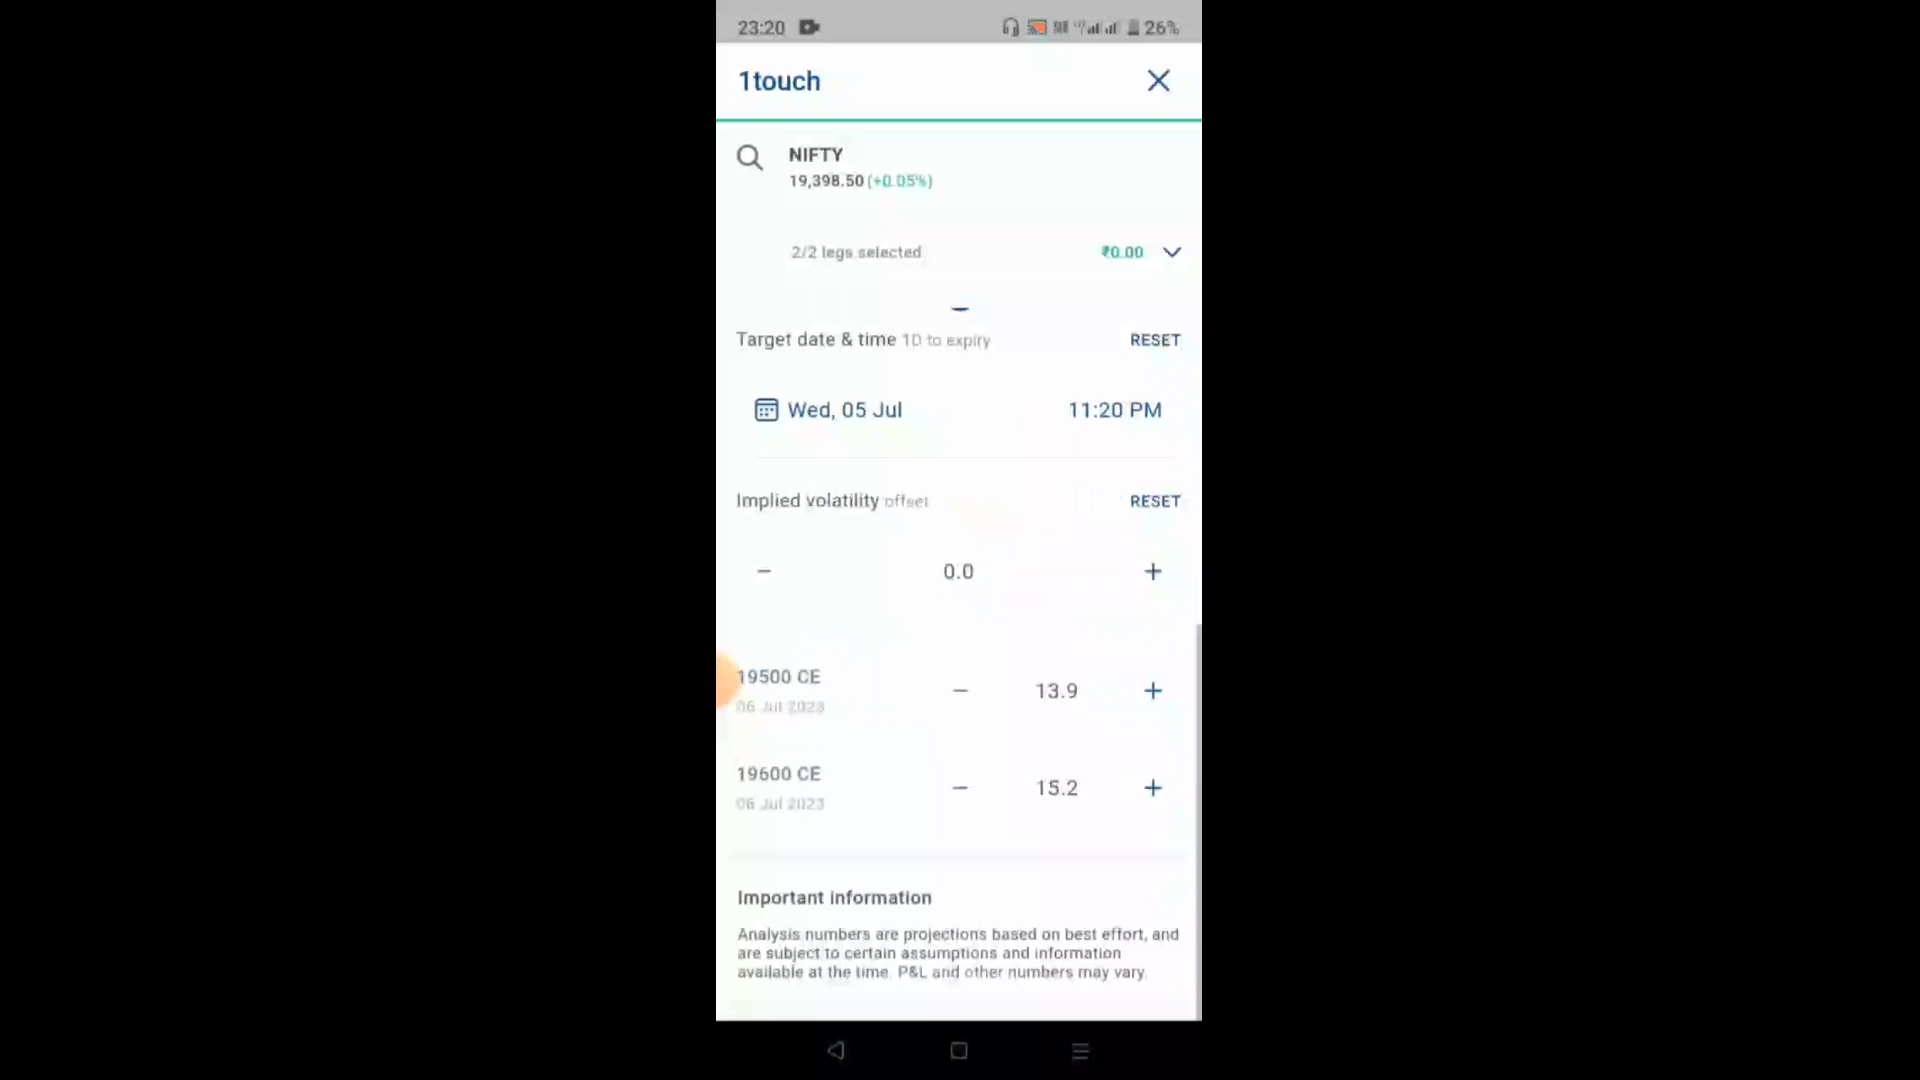 23:20
26%
1touch
NIFTY
19,398.50 (+0.05%)
2/2 legs selected ₹0.00
Target date & time 1D to expiry RESET
Wed, 05 Jul 11:20 PM
Implied volatility offset RESET
− 0.0 +
19500 CE − 13.9 +
06 Jul 2023
19600 CE − 15.2 +
06 Jul 2023
Important information
Analysis numbers are projections based on best effort, and
are subject to certain assumptions and information
available at the time. P&L and other numbers may vary.